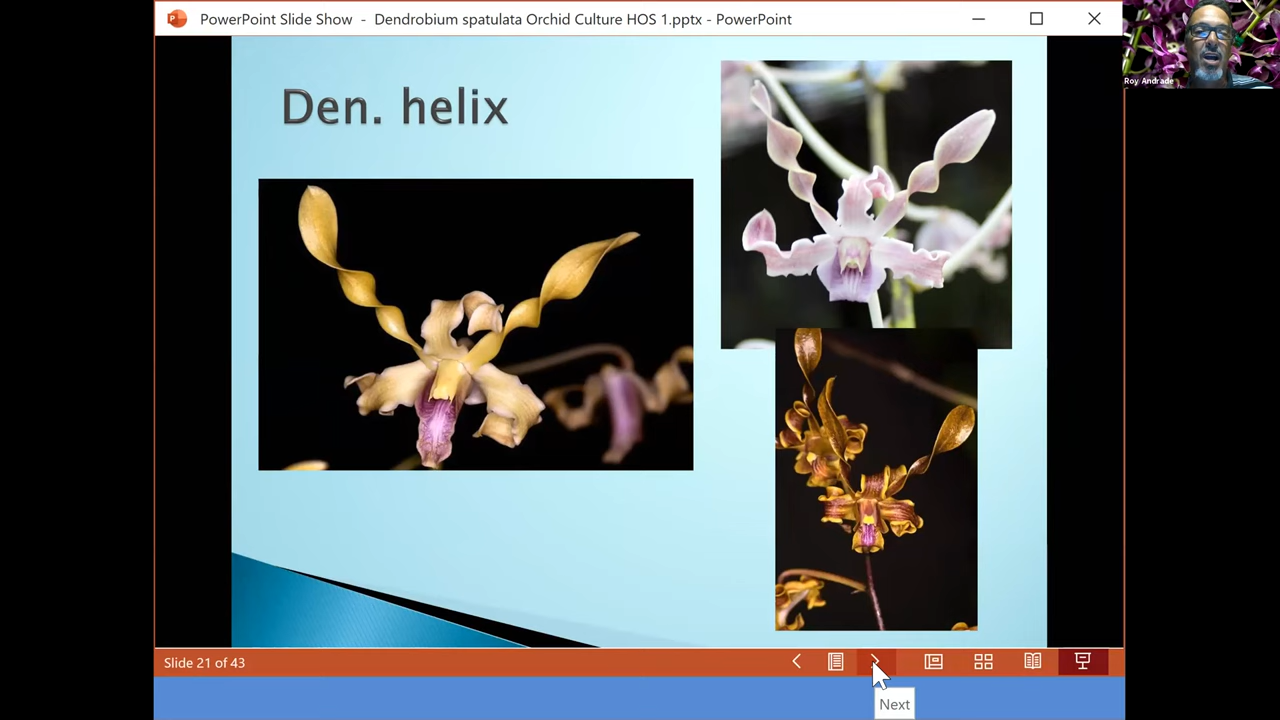 PowerPoint Slide Show - Dendrobium spatulata Orchid Culture HOS 1.pptx - PowerPoint
Roy Andrade
Den. helix
Slide 21 of 43
Next